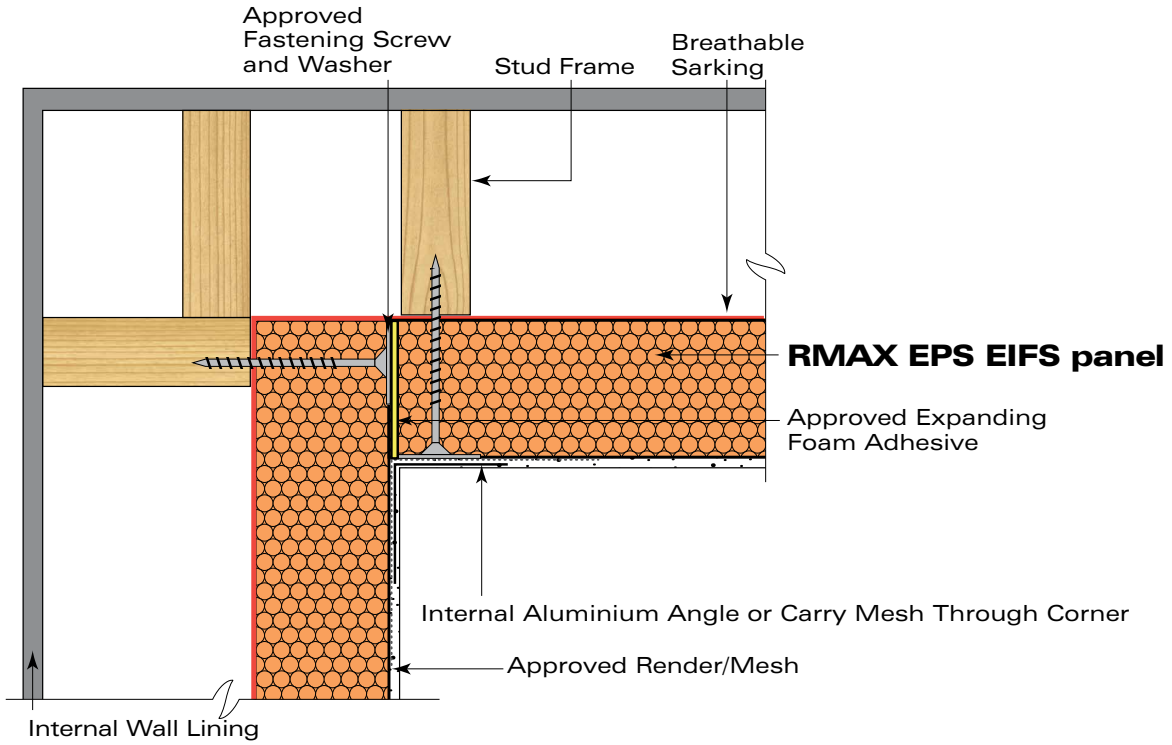 Approved
Fastening Screw
and Washer
Stud Frame
Breathable
Sarking
RMAX EPS EIFS panel
Approved Expanding
Foam Adhesive
Internal Aluminium Angle or Carry Mesh Through Corner
Approved Render/Mesh
Internal Wall Lining